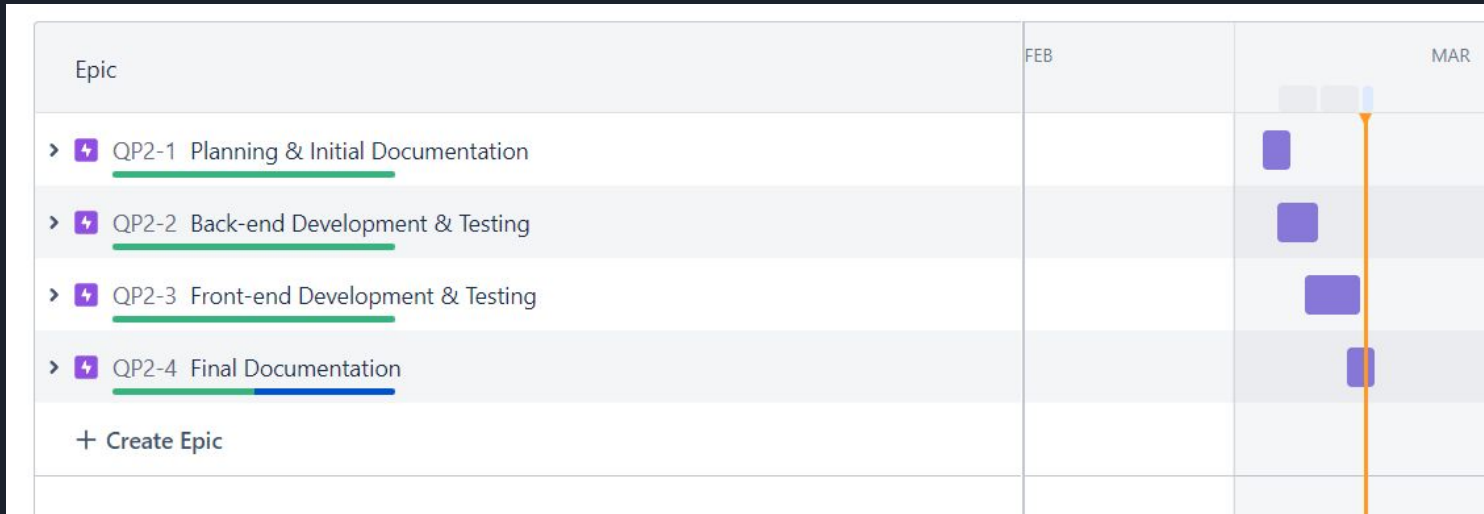 Epic
FEB
MAR
QP2-1 Planning & Initial Documentation
QP2-2 Back-end Development & Testing
QP2-3 Front-end Development & Testing
QP2-4 Final Documentation
+ Create Epic